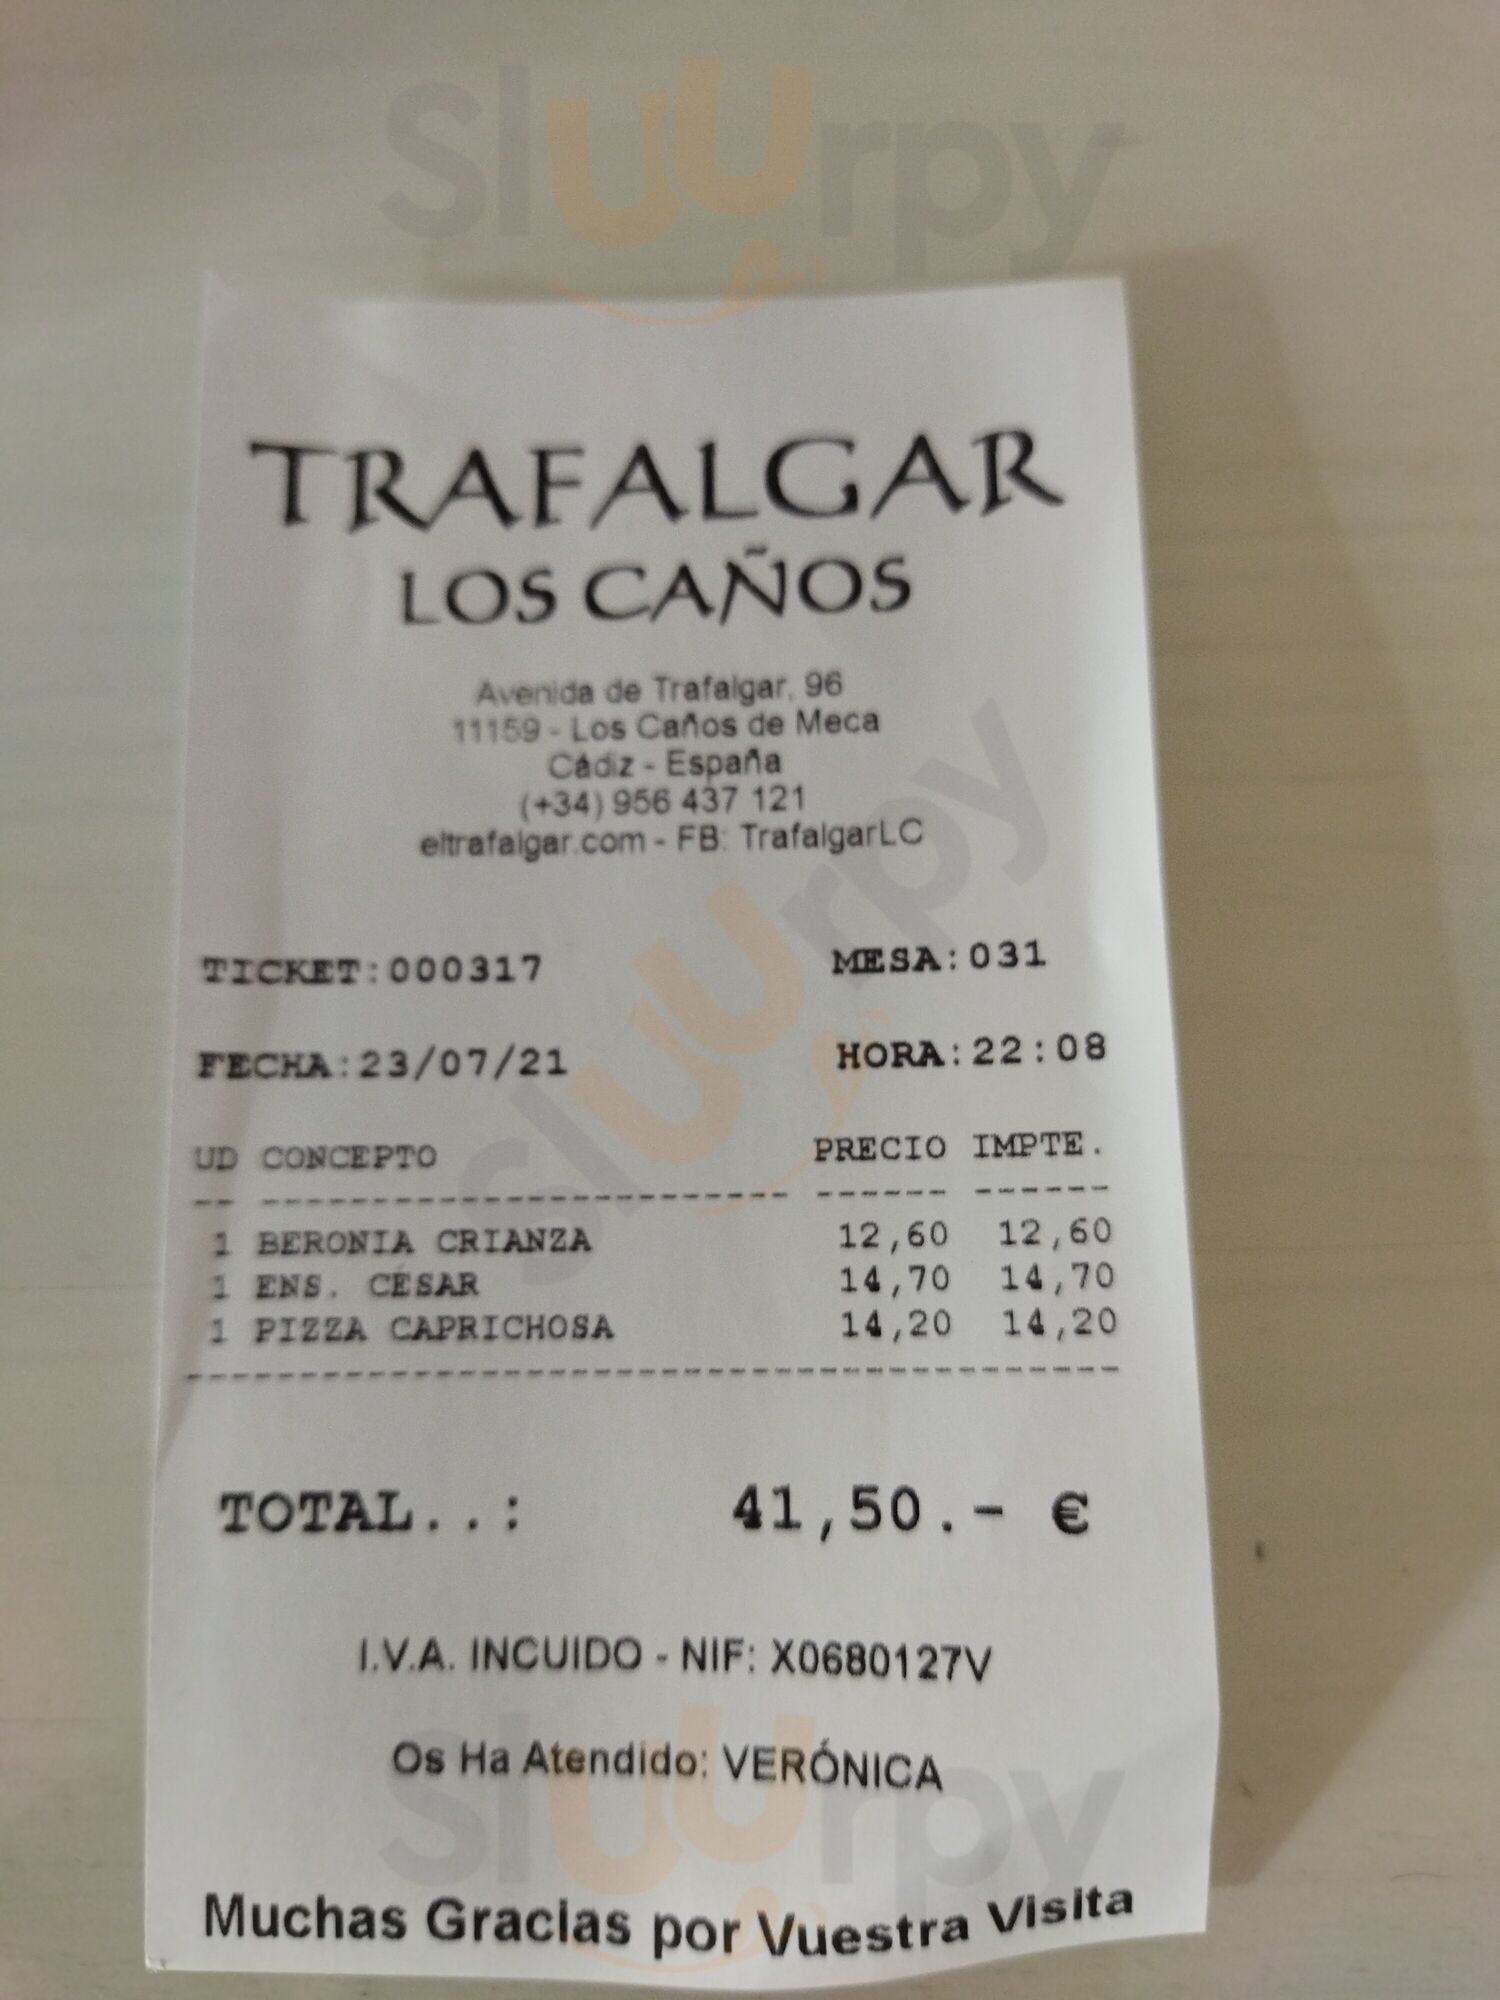 Sluurpy
TRAFALGAR
LOS CAÑOS
Avenida de Trafalgar, 96
11159 - Los Caños de Meca
Cádiz - España
(+34) 956 437 121
eltrafalgar.com - FB: TrafalgarLC
Sluurpy
TICKET:000317 MESA:031
FECHA:23/07/21 HORA:22:08
UD CONCEPTO PRECIO IMPTE.
1 BERONIA CRIANZA 12,60 12,60
1 ENS. CÉSAR 14,70 14,70
1 PIZZA CAPRICHOSA 14,20 14,20
TOTAL..: 41,50.- €
I.V.A. INCUIDO - NIF: X0680127V
Os Ha Atendido: VERÓNICA
Sluurpy
Muchas Gracias por Vuestra Visita